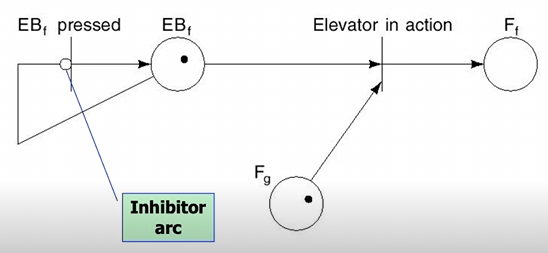 EBf pressed
EBf
Elevator in action
Ff
Fg
Inhibitor
arc